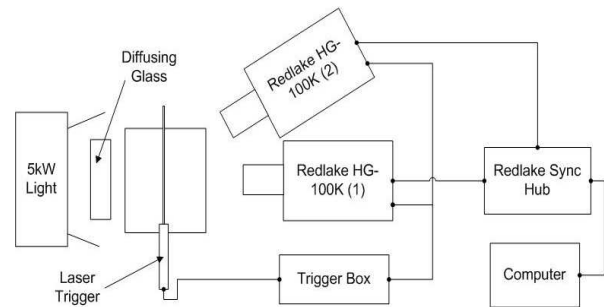 Diffusing
Glass
5kW
Light
Laser
Trigger
Redlake HG-
100K (2)
Redlake HG-
100K (1)
Trigger Box
Redlake Sync
Hub
Computer